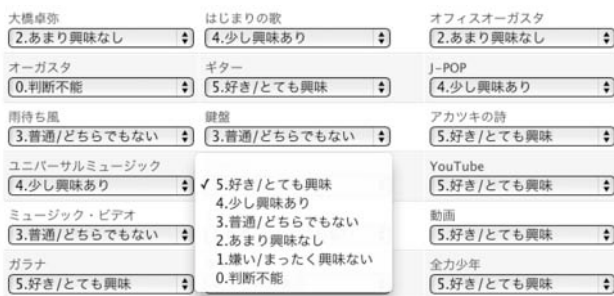 大橋卓弥 はじまりの歌 オフィスオーガスタ
2.あまり興味なし 4.少し興味あり 2.あまり興味なし
オーガスタ ギター J-POP
0.判断不能 5.好き/とても興味 4.少し興味あり
雨待ち風 鍵盤 アカツキの詩
3.普通/どちらでもない 3.普通/どちらでもない 5.好き/とても興味
ユニバーサルミュージック YouTube
4.少し興味あり ✓ 5.好き/とても興味 5.好き/とても興味
4.少し興味あり
ミュージック・ビデオ 3.普通/どちらでもない 動画
3.普通/どちらでもない 2.あまり興味なし 5.好き/とても興味
ガラナ 1.嫌い/まったく興味ない 全力少年
5.好き/とても興味 0.判断不能 5.好き/とても興味